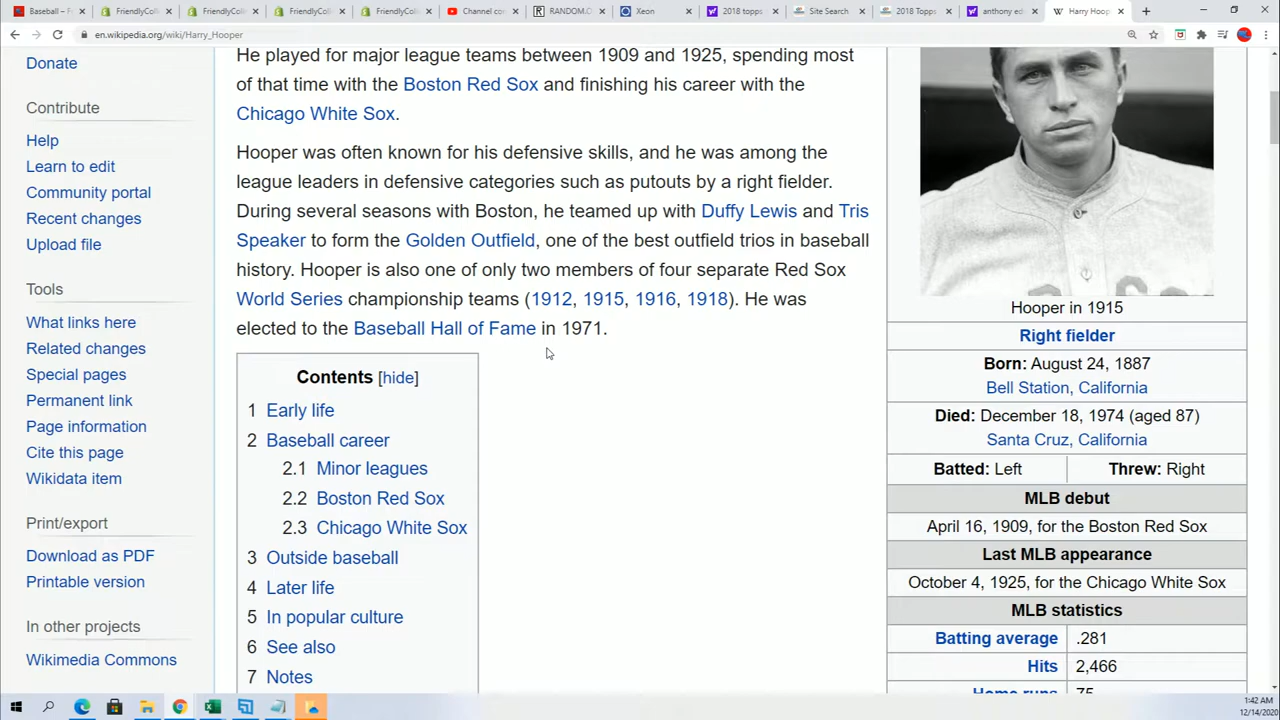 Baseball – F
FriendlyColl
FriendlyColl
FriendlyColl
FriendlyColl
Channel co
RANDOM.O
Xeon
2018 topps
Site Search
2018 Topps
anthony ed
Harry Hoop
en.wikipedia.org/wiki/Harry_Hooper
Donate
Contribute
Help
Learn to edit
Community portal
Recent changes
Upload file
Tools
What links here
Related changes
Special pages
Permanent link
Page information
Cite this page
Wikidata item
Print/export
Download as PDF
Printable version
In other projects
Wikimedia Commons
He played for major league teams between 1909 and 1925, spending most
of that time with the Boston Red Sox and finishing his career with the
Chicago White Sox.
Hooper was often known for his defensive skills, and he was among the
league leaders in defensive categories such as putouts by a right fielder.
During several seasons with Boston, he teamed up with Duffy Lewis and Tris
Speaker to form the Golden Outfield, one of the best outfield trios in baseball
history. Hooper is also one of only two members of four separate Red Sox
World Series championship teams (1912, 1915, 1916, 1918). He was
elected to the Baseball Hall of Fame in 1971.
Contents [hide]
1 Early life
2 Baseball career
2.1 Minor leagues
2.2 Boston Red Sox
2.3 Chicago White Sox
3 Outside baseball
4 Later life
5 In popular culture
6 See also
7 Notes
Hooper in 1915
Right fielder
Born: August 24, 1887
Bell Station, California
Died: December 18, 1974 (aged 87)
Santa Cruz, California
Batted: Left Threw: Right
MLB debut
April 16, 1909, for the Boston Red Sox
Last MLB appearance
October 4, 1925, for the Chicago White Sox
MLB statistics
Batting average .281
Hits 2,466
Home runs 75
1:42 AM
12/14/2020